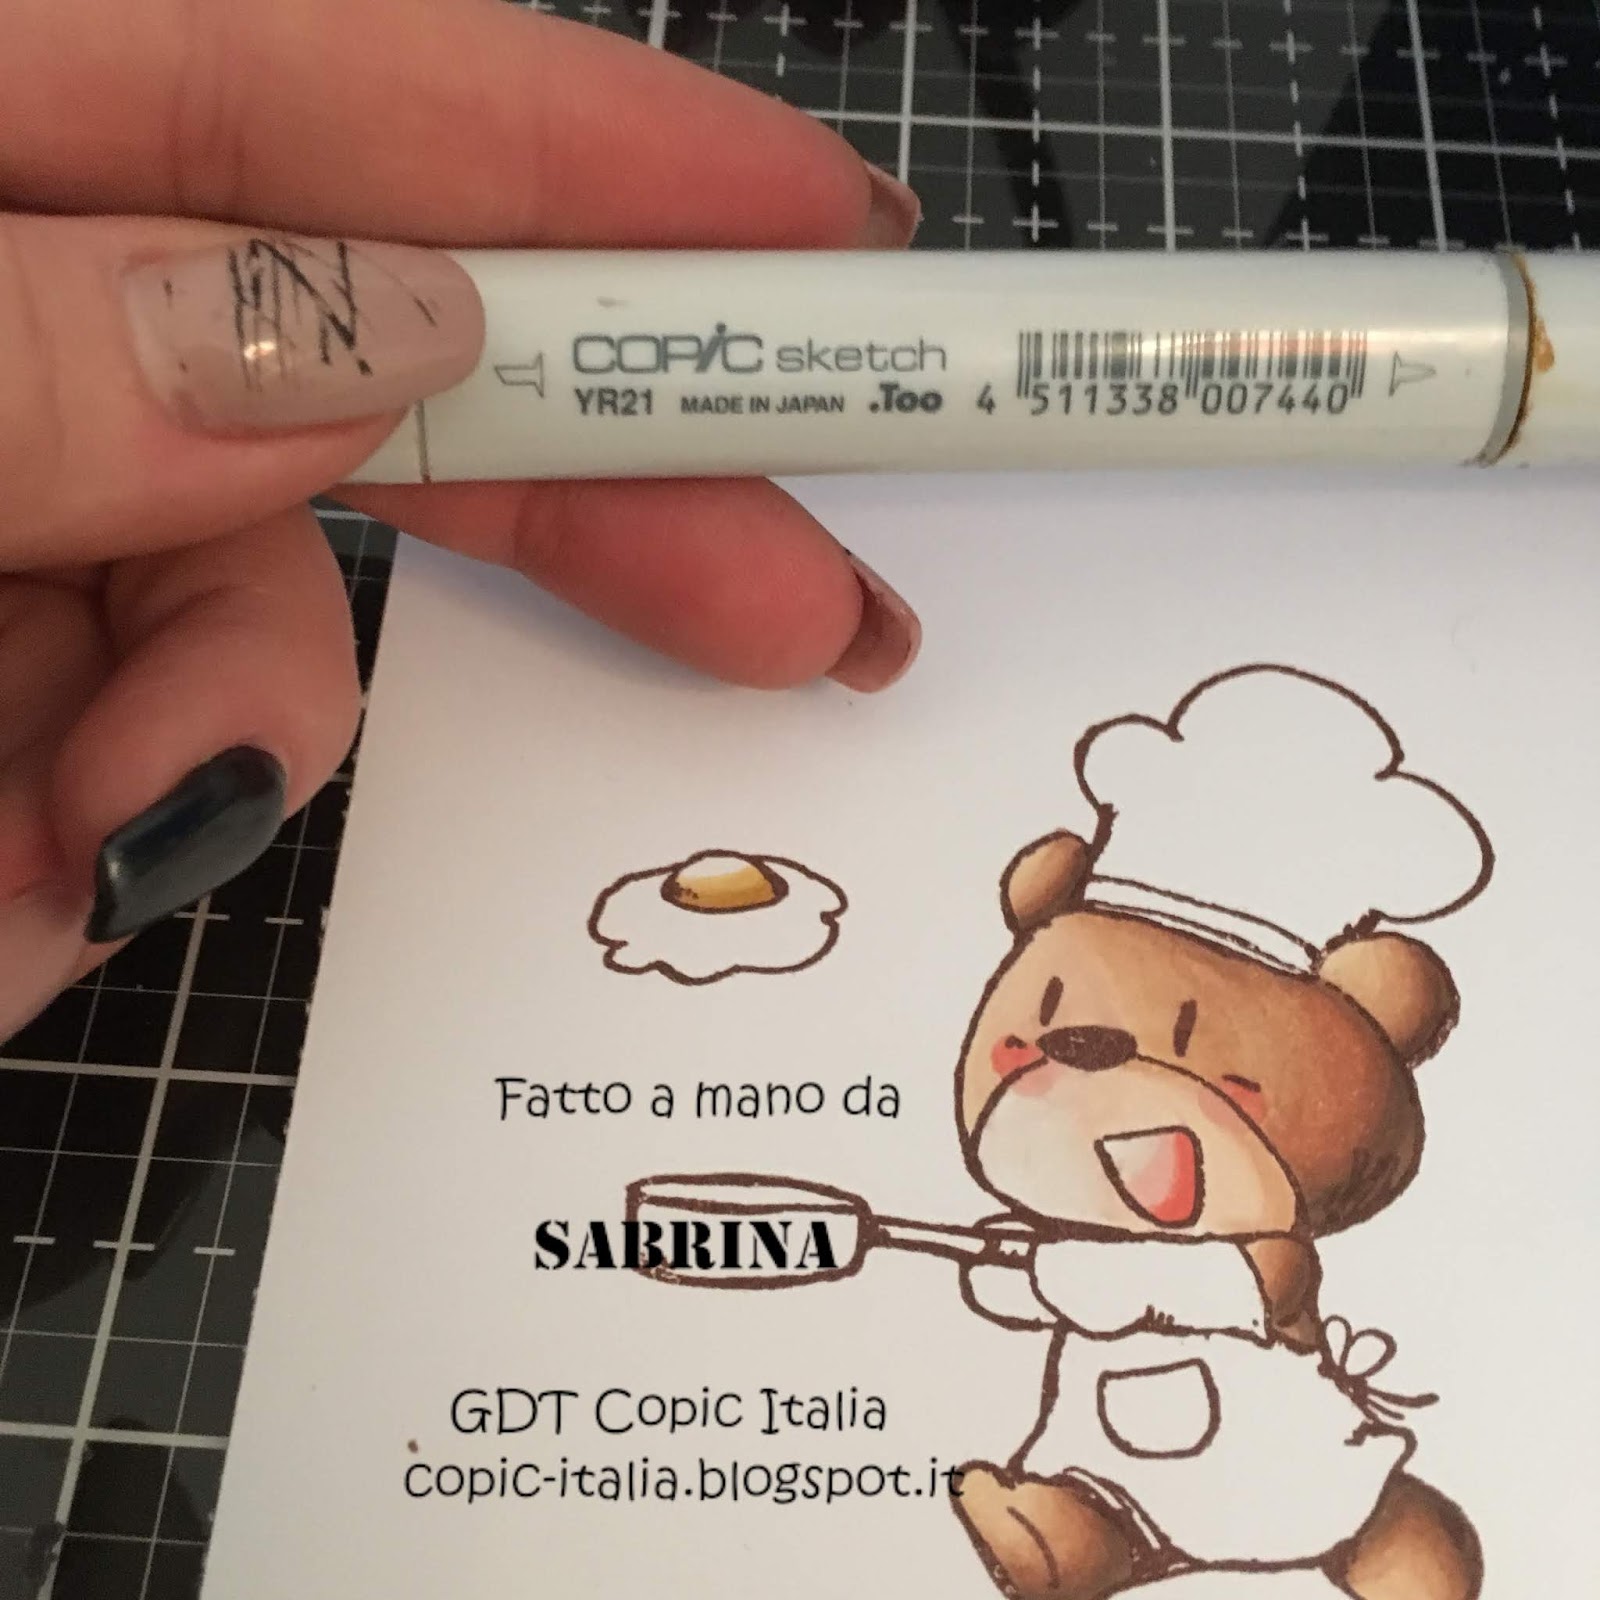 COPIC sketch
YR21 MADE IN JAPAN .Too 4 511338 007440
Fatto a mano da
SABRINA
GDT Copic Italia
copic-italia.blogspot.it